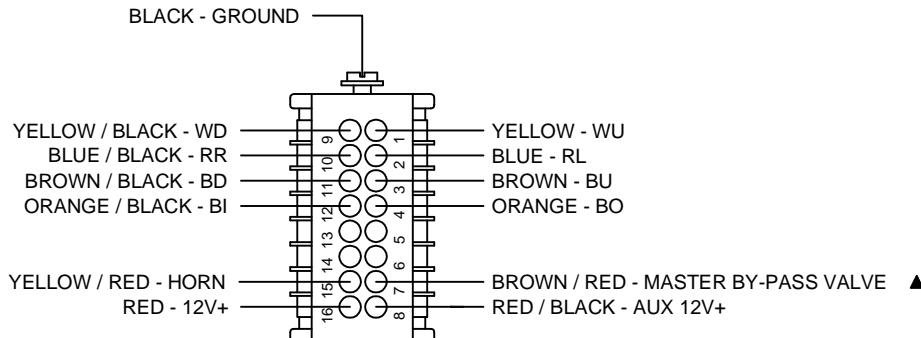 BLACK - GROUND
YELLOW / BLACK - WD 9 1 YELLOW - WU
BLUE / BLACK - RR 10 2 BLUE - RL
BROWN / BLACK - BD 11 3 BROWN - BU
ORANGE / BLACK - BI 12 4 ORANGE - BO
13 5
14 6
YELLOW / RED - HORN 15 7 BROWN / RED - MASTER BY-PASS VALVE ▲
RED - 12V+ 16 8 RED / BLACK - AUX 12V+